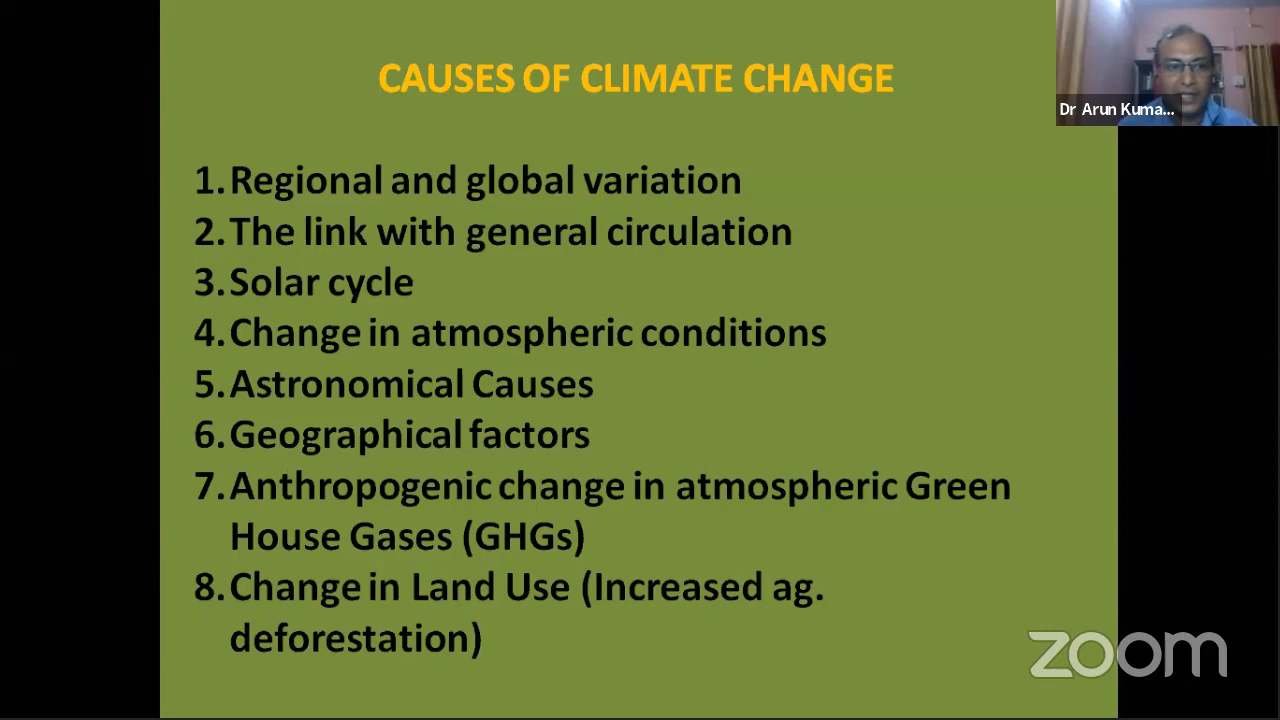 CAUSES OF CLIMATE CHANGE
Dr Arun Kuma...
1. Regional and global variation
2. The link with general circulation
3. Solar cycle
4. Change in atmospheric conditions
5. Astronomical Causes
6. Geographical factors
7. Anthropogenic change in atmospheric Green
House Gases (GHGs)
8. Change in Land Use (Increased ag.
deforestation)
zoom